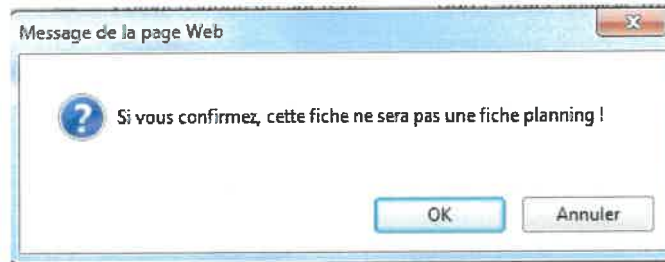 Message de la page Web
Si vous confirmez, cette fiche ne sera pas une fiche planning !
OK
Annuler